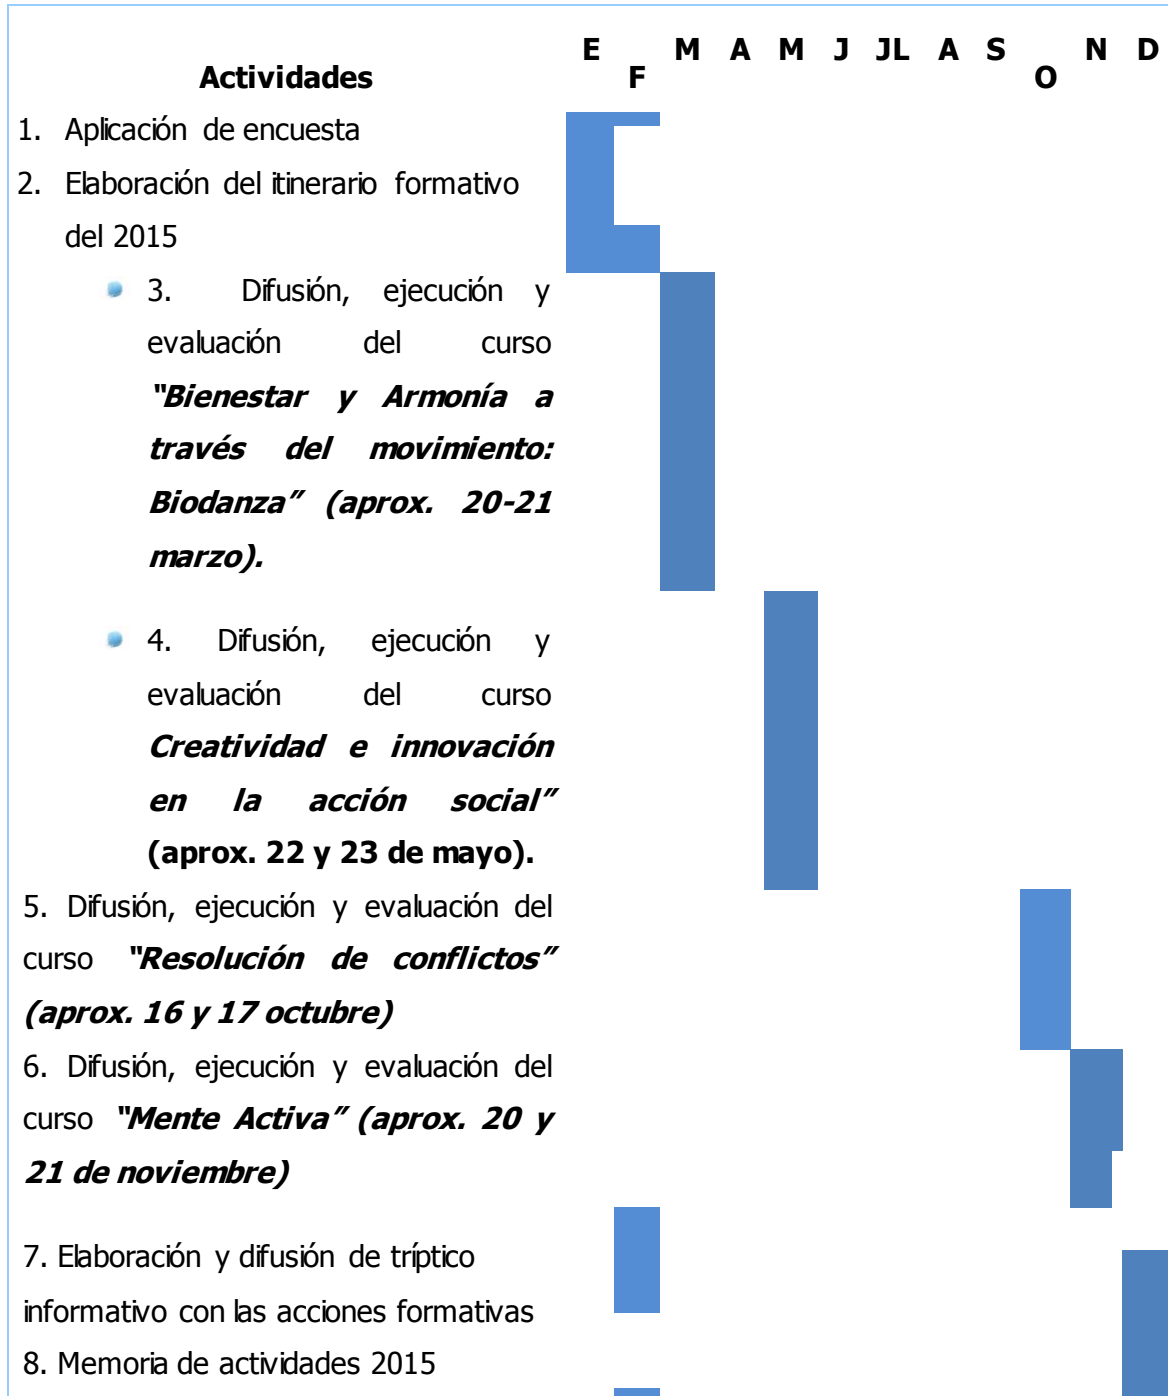 E F M A M J JL A S O N D
Actividades
1. Aplicación de encuesta
2. Elaboración del itinerario formativo
del 2015
3. Difusión, ejecución y
evaluación del curso
“Bienestar y Armonía a
través del movimiento:
Biodanza” (aprox. 20-21
marzo).
4. Difusión, ejecución y
evaluación del curso
Creatividad e innovación
en la acción social”
(aprox. 22 y 23 de mayo).
5. Difusión, ejecución y evaluación del
curso “Resolución de conflictos”
(aprox. 16 y 17 octubre)
6. Difusión, ejecución y evaluación del
curso “Mente Activa” (aprox. 20 y
21 de noviembre)
7. Elaboración y difusión de tríptico
informativo con las acciones formativas
8. Memoria de actividades 2015